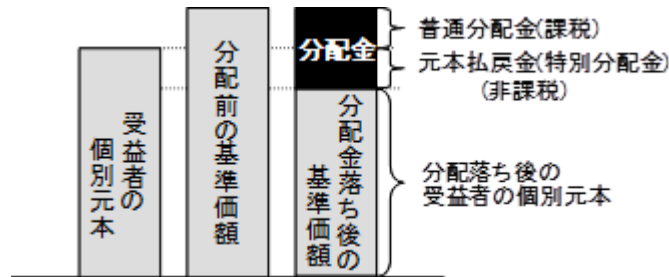 受益者の
個別元本
分配前の基準価額
分配金
分配金落ち後の
基準価額
普通分配金(課税)
元本払戻金(特別分配金)
(非課税)
分配落ち後の
受益者の個別元本